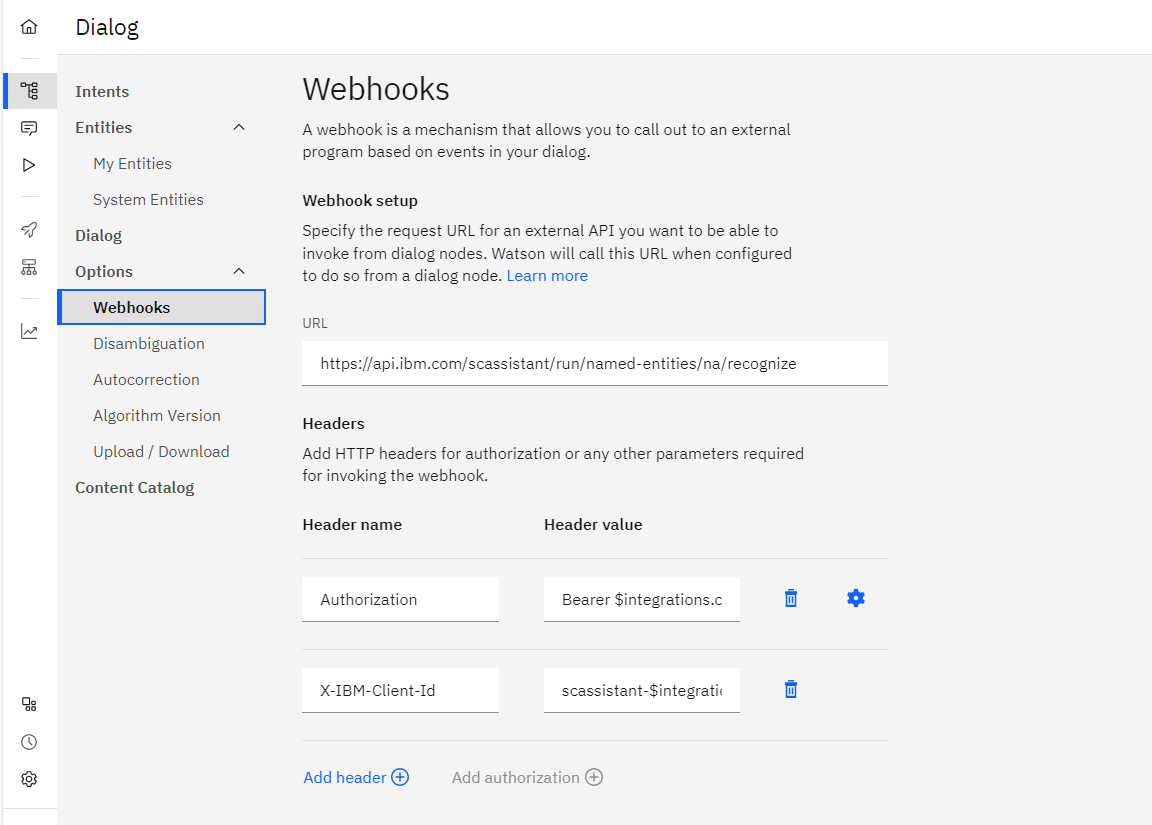 Dialog
Intents
Entities
My Entities
System Entities
Dialog
Options
Webhooks
Disambiguation
Autocorrection
Algorithm Version
Upload / Download
Content Catalog
Webhooks
A webhook is a mechanism that allows you to call out to an external
program based on events in your dialog.
Webhook setup
Specify the request URL for an external API you want to be able to
invoke from dialog nodes. Watson will call this URL when configured
to do so from a dialog node. Learn more
URL
https://api.ibm.com/scassistant/run/named-entities/na/recognize
Headers
Add HTTP headers for authorization or any other parameters required
for invoking the webhook.
Header name Header value
Authorization Bearer $integrations.c
X-IBM-Client-Id scassistant-$integratic
Add header Add authorization